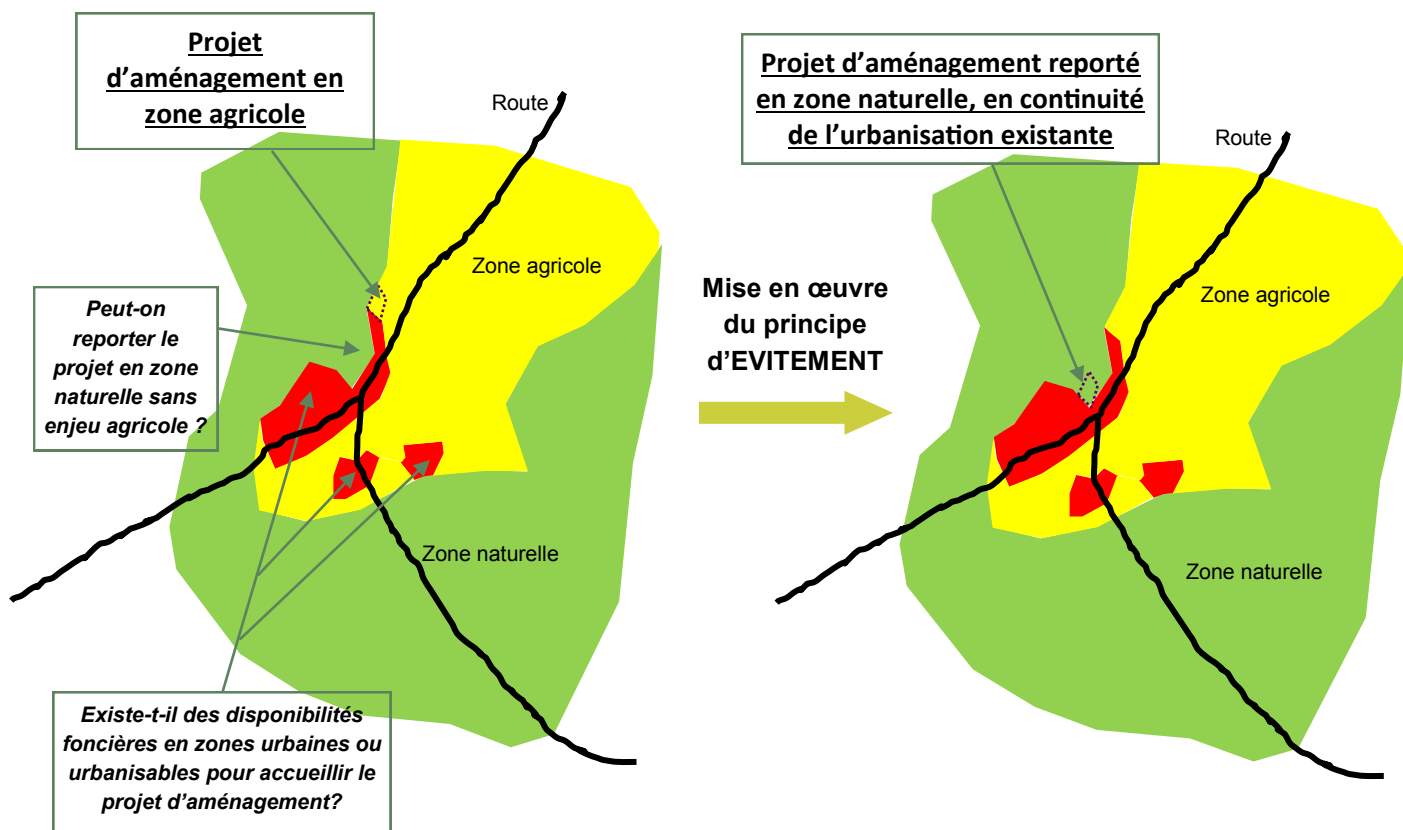 Projet
d’aménagement en
zone agricole
Route
Zone agricole
Peut-on
reporter le
projet en zone
naturelle sans
enjeu agricole ?
Zone naturelle
Existe-t-il des disponibilités
foncières en zones urbaines ou
urbanisables pour accueillir le
projet d’aménagement?
Mise en œuvre
du principe
d’EVITEMENT
Projet d’aménagement reporté
en zone naturelle, en continuité
de l’urbanisation existante
Route
Zone agricole
Zone naturelle